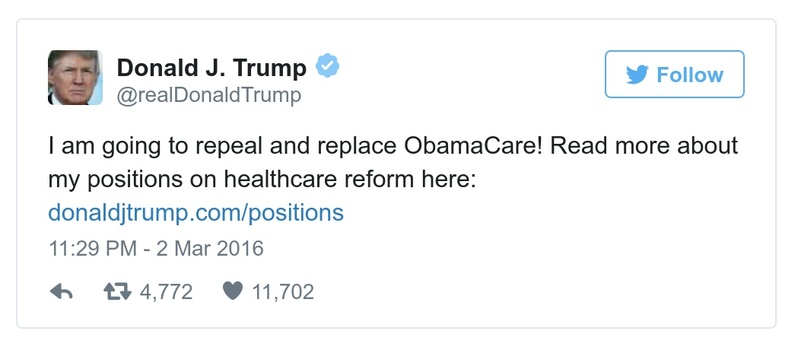 Donald J. Trump
@realDonaldTrump
Follow
I am going to repeal and replace ObamaCare! Read more about
my positions on healthcare reform here:
donaldjtrump.com/positions
11:29 PM - 2 Mar 2016
4,772 11,702